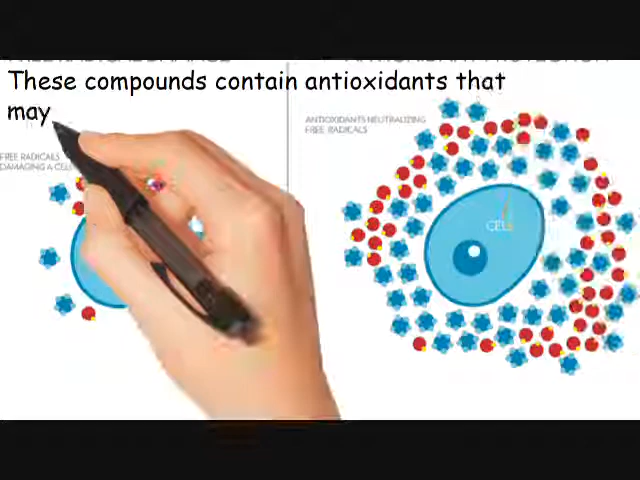 These compounds contain antioxidants that
may
ANTIOXIDANTS NEUTRALIZING
FREE RADICALS
FREE RADICALS
DAMAGING A CELL
CELL